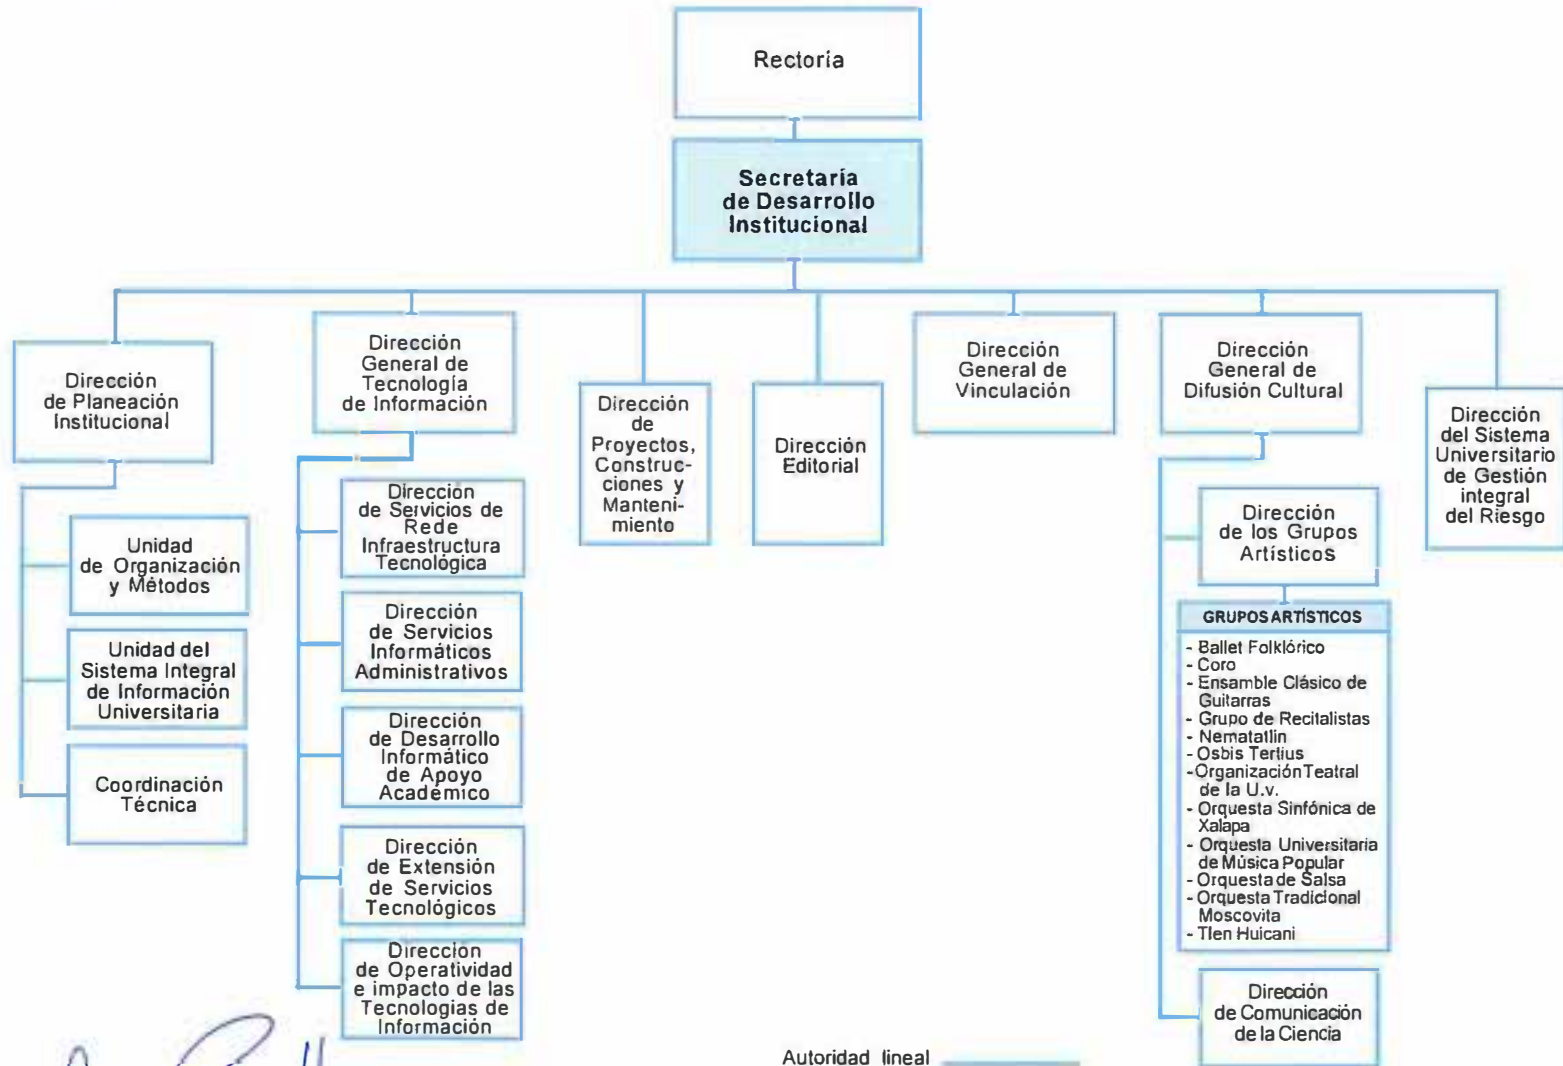 Rectoría
Secretaría
de Desarrollo
Institucional
Dirección
de Planeación
Institucional
Unidad
de Organización
y Métodos
Unidad del
Sistema Integral
de Información
Universitaria
Coordinación
Técnica
Dirección
General de
Tecnología
de Información
Dirección
de Servicios de
Rede
Infraestructura
Tecnológica
Dirección
de Servicios
Informáticos
Administrativos
Dirección
de Desarrollo
Informático
de Apoyo
Académico
Dirección
de Extensión
de Servicios
Tecnológicos
Dirección
de Operatividad
e impacto de las
Tecnologias de
Información
Dirección
de
Proyectos,
Construc-
ciones y
Manteni-
miento
Dirección
Editorial
Dirección
General de
Vinculación
Dirección
General de
Difusión Cultural
Dirección
de los Grupos
Artísticos
GRUPOS ARTÍSTICOS
- Ballet Folklórico
- Coro
- Ensamble Clásico de
Guitarras
- Grupo de Recitalistas
- Nematatlin
- Osbis Tertius
- Organización Teatral
de la U.v.
- Orquesta Sinfónica de
Xalapa
- Orquesta Universitaria
de Música Popular
- Orquesta de Salsa
- Orquesta Tradicional
Moscovita
- Tlen Huicani
Dirección
de Comunicación
de la Ciencia
Dirección
del Sistema
Universitario
de Gestión
integral
del Riesgo
Autoridad lineal